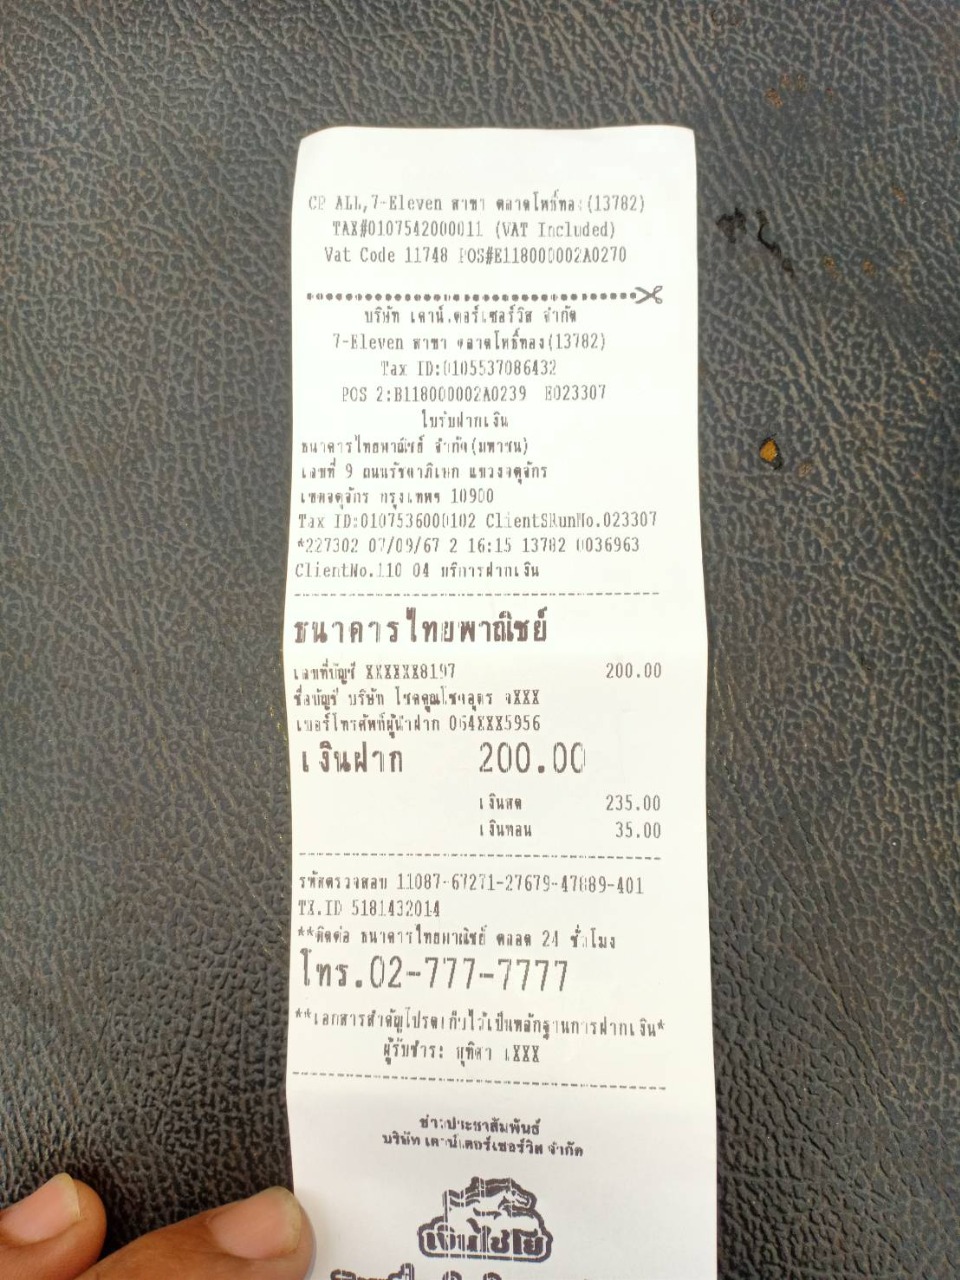 CP ALL,7-Eleven สาขา ตลาดโพธิ์ทอง(13782)
TAX#0107542000011 (VAT Included)
Vat Code 11748 POS#E118000002A0270
บริษัท เคาน์เตอร์เซอร์วิส จำกัด
7-Eleven สาขา ตลาดโพธิ์ทอง(13782)
Tax ID:0105537086432
POS 2:B118000002A0239 E023307
ใบรับฝากเงิน
ธนาคารไทยพาณิชย์ จำกัด(มหาชน)
เลขที่ 9 ถนนรัชดาภิเษก แขวงจตุจักร
เขตจตุจักร กรุงเทพฯ 10900
Tax ID:0107536000102 ClientSRunNo.023307
*227302 07/09/67 2 16:15 13782 0036963
ClientNo.110 04 บริการฝากเงิน
ธนาคารไทยพาณิชย์
เลขที่บัญชี XXXXXX8197 200.00
ชื่อบัญชี บริษัท โชคคูณโชคอุดร จXXX
เบอร์โทรศัพท์ผู้นำฝาก 064XXX5956
เงินฝาก 200.00
เงินสด 235.00
เงินทอน 35.00
รหัสตรวจสอบ 11087-67271-27679-47889-401
TX.ID 5181432014
**ติดต่อ ธนาคารไทยพาณิชย์ ตลอด 24 ชั่วโมง
โทร.02-777-7777
**เอกสารสำคัญโปรดเก็บไว้เป็นหลักฐานการฝากเงิน*
ผู้รับชำระ: มุทิตา เXXX
ข่าวประชาสัมพันธ์
บริษัท เคาน์เตอร์เซอร์วิส จำกัด
เงินไชโย